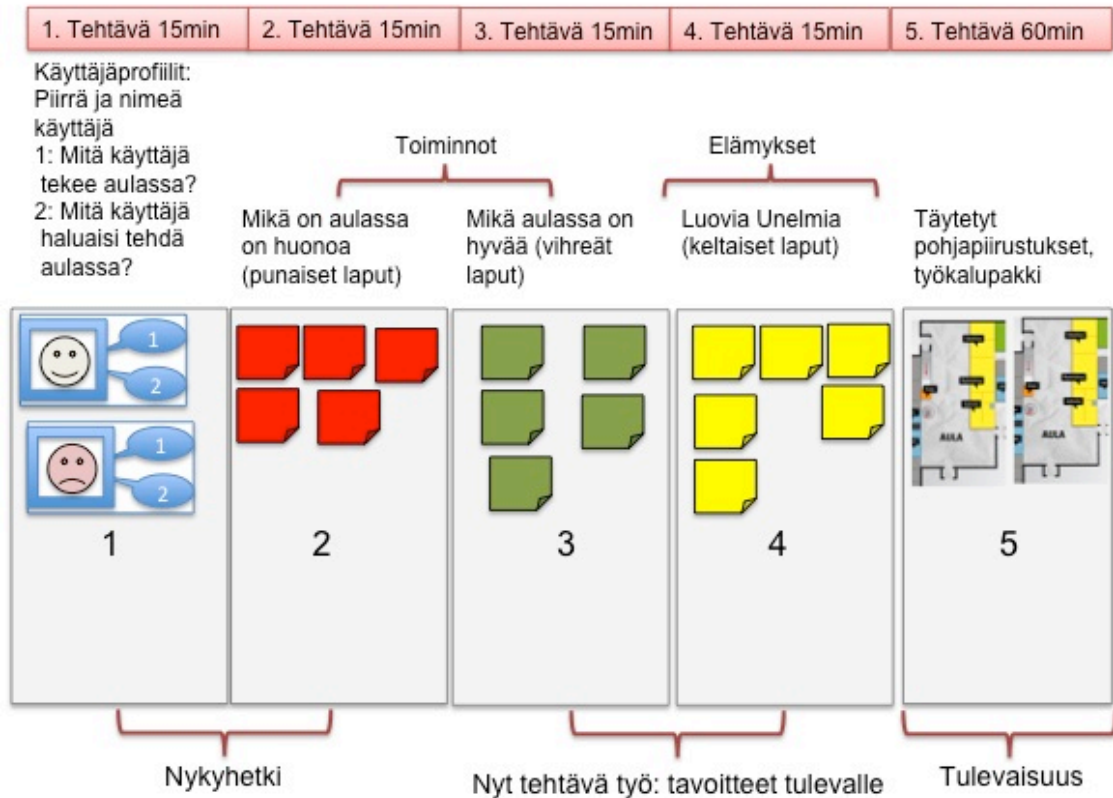 1. Tehtävä 15min
2. Tehtävä 15min
3. Tehtävä 15min
4. Tehtävä 15min
5. Tehtävä 60min
Käyttäjäprofiilit:
Piirrä ja nimeä
käyttäjä
1: Mitä käyttäjä
tekee aulassa?
2: Mitä käyttäjä
haluaisi tehdä
aulassa?
Toiminnot
Elämykset
Mikä on aulassa
on huonoa
(punaiset laput)
Mikä aulassa on
hyvää (vihreät
laput)
Luovia Unelmia
(keltaiset laput)
Täytetyt
pohjapiirustukset,
työkalupakki
1
2
1
2
AULA
AULA
1
2
3
4
5
Nykyhetki
Nyt tehtävä työ: tavoitteet tulevalle
Tulevaisuus